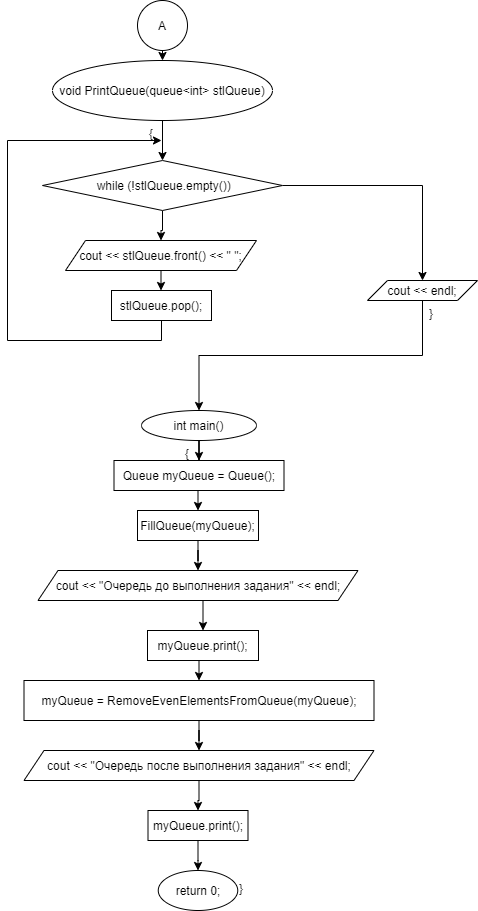 A
void PrintQueue(queue<int> stlQueue)
{
while (!stlQueue.empty())
cout << stlQueue.front() << " ";
stlQueue.pop();
cout << endl;
}
int main()
{
Queue myQueue = Queue();
FillQueue(myQueue);
cout << "Очередь до выполнения задания" << endl;
myQueue.print();
myQueue = RemoveEvenElementsFromQueue(myQueue);
cout << "Очередь после выполнения задания" << endl;
myQueue.print();
return 0;
}